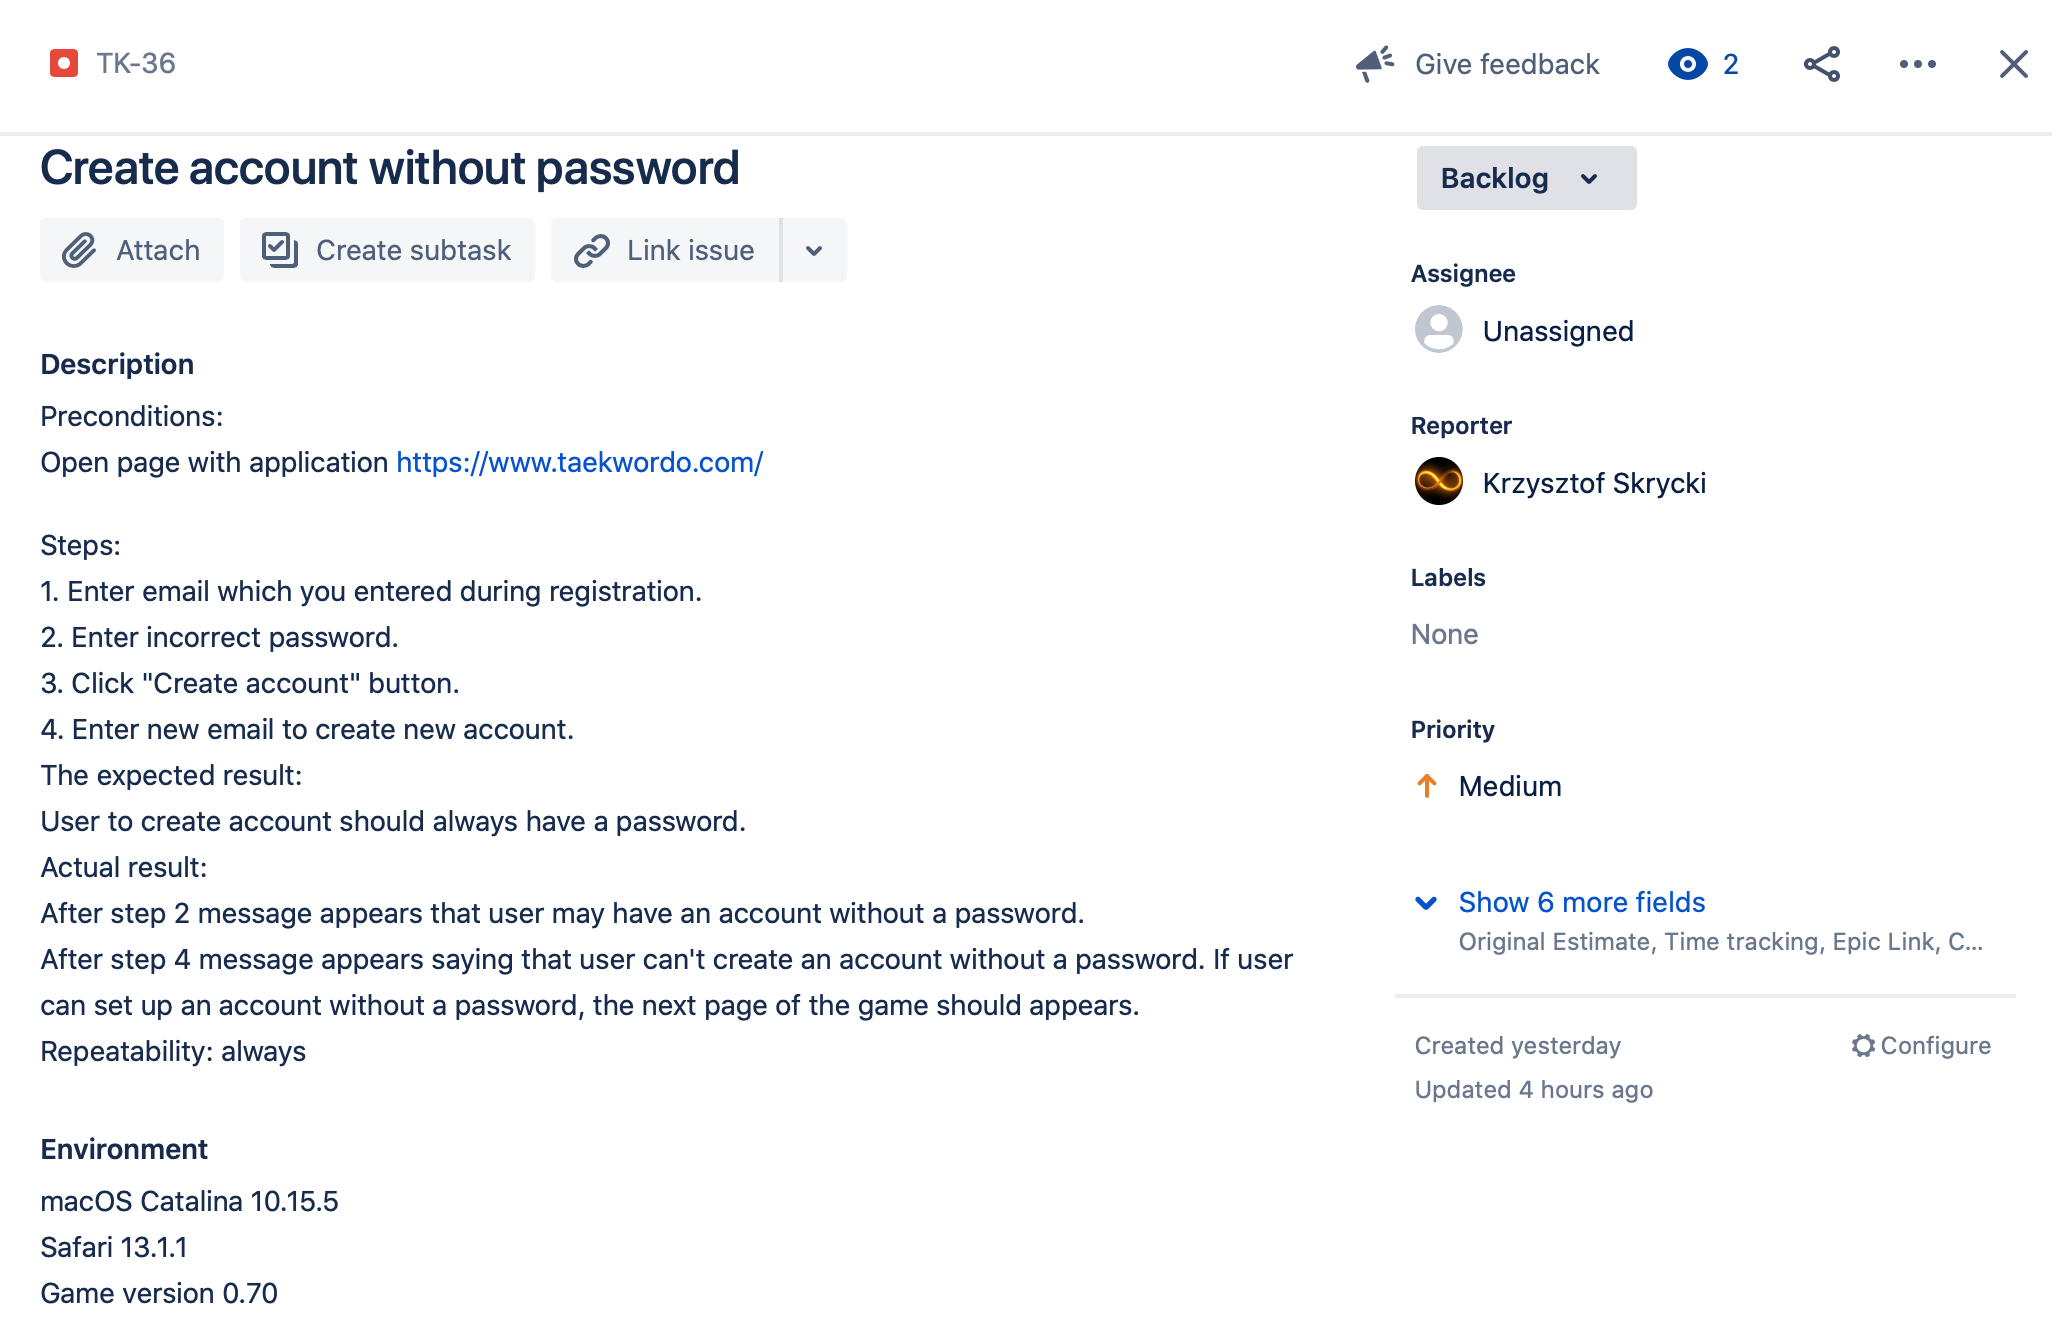 TK-36
Give feedback
2
Create account without password
Attach
Create subtask
Link issue
Description
Preconditions:
Open page with application https://www.taekwordo.com/
Steps:
1. Enter email which you entered during registration.
2. Enter incorrect password.
3. Click "Create account" button.
4. Enter new email to create new account.
The expected result:
User to create account should always have a password.
Actual result:
After step 2 message appears that user may have an account without a password.
After step 4 message appears saying that user can't create an account without a password. If user
can set up an account without a password, the next page of the game should appears.
Repeatability: always
Environment
macOS Catalina 10.15.5
Safari 13.1.1
Game version 0.70
Backlog
Assignee
Unassigned
Reporter
Krzysztof Skrycki
Labels
None
Priority
Medium
Show 6 more fields
Original Estimate, Time tracking, Epic Link, C...
Created yesterday
Configure
Updated 4 hours ago